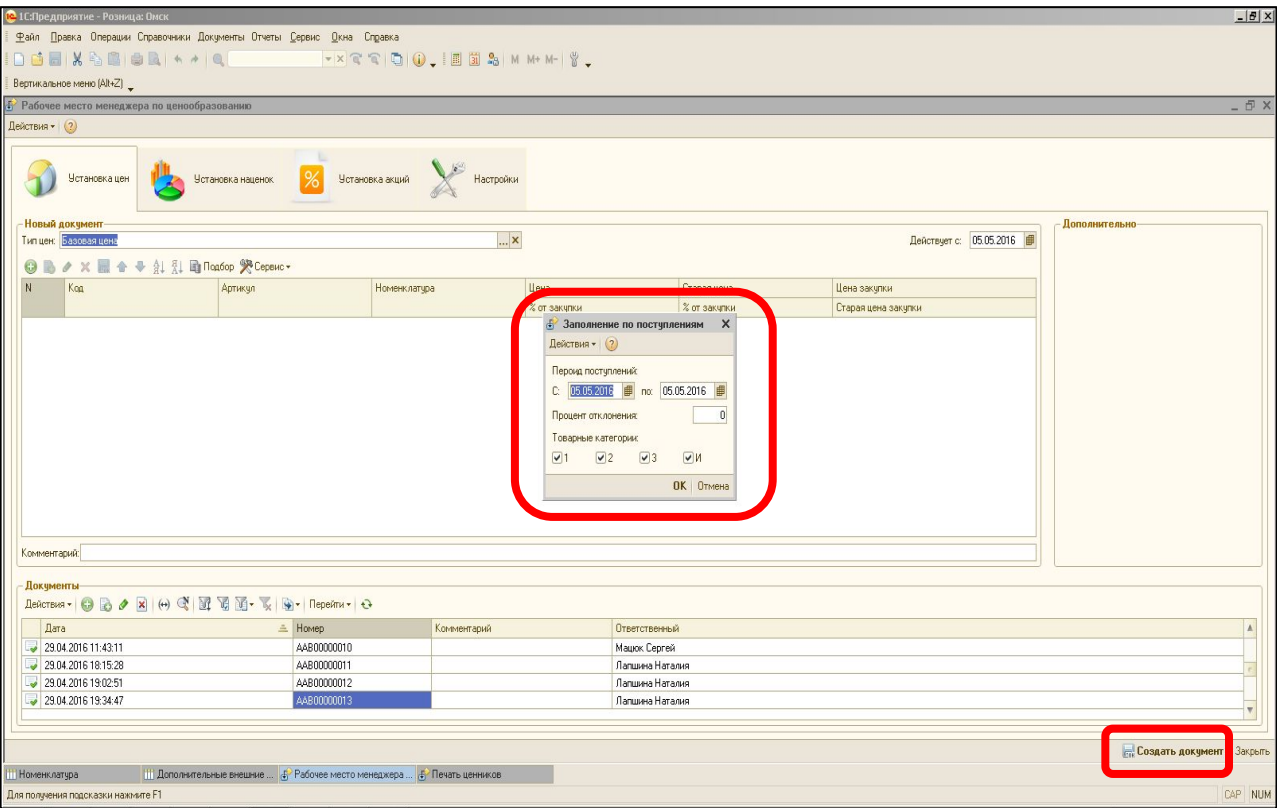 1С:Предприятие - Розница: Омск
Файл Правка Операции Справочники Документы Отчеты Сервис Окна Справка
M M+ M-
Вертикальное меню (Alt+Z)
Рабочее место менеджера по ценообразованию
Действия
Установка цен Установка наценок Установка акций Настройки
Новый документ Дополнительно
Тип цен: Базовая цена ... x Действует с: 05.05.2016
Подбор Сервис
N Код Артикул Номенклатура Цена Старая цена Цена закупки
% от закупки % от закупки Старая цена закупки
Заполнение по поступлениям X
Действия
Период поступлений:
С: 05.05.2016 по: 05.05.2016
Процент отклонения: 0
Товарные категории:
1 2 3 И
OK Отмена
Комментарий:
Документы
Действия Перейти
Дата Номер Комментарий Ответственный
29.04.2016 11:43:11 ААВ00000010 Мацюк Сергей
29.04.2016 18:15:28 ААВ00000011 Лапшина Наталия
29.04.2016 19:02:51 ААВ00000012 Лапшина Наталия
29.04.2016 19:34:47 ААВ00000013 Лапшина Наталия
Создать документ Закрыть
Номенклатура Дополнительные внешние ... Рабочее место менеджера ... Печать ценников
Для получения подсказки нажмите F1 CAP NUM